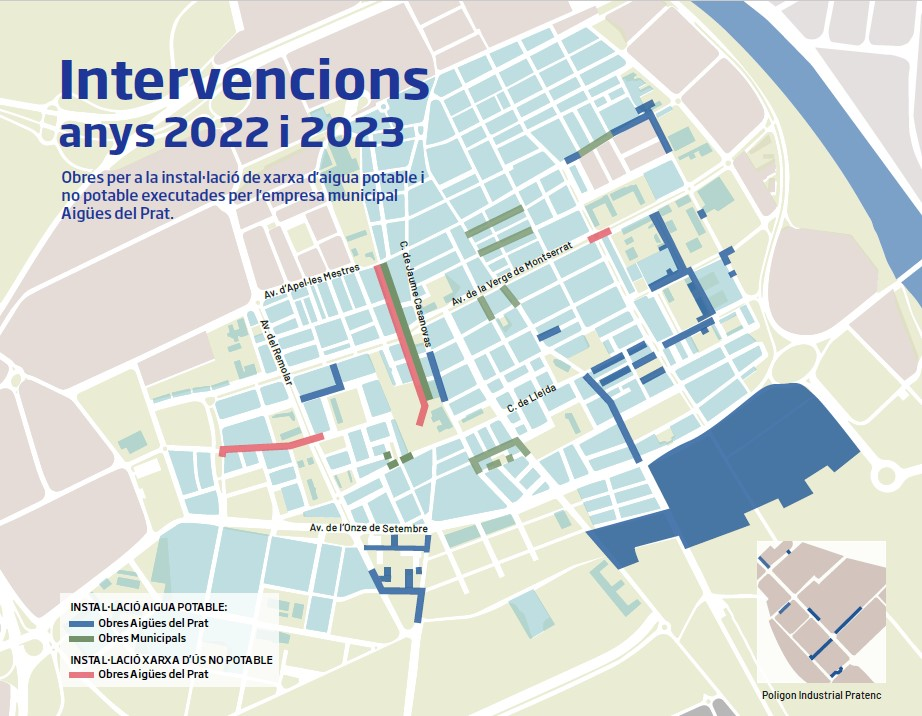 Intervencions
anys 2022 i 2023
Obres per a la instal·lació de xarxa d'aigua potable i
no potable executades per l'empresa municipal
Aigües del Prat.
Av. d'Apel·les Mestres
C. de Jaume Casanovas
Av. de la Verge de Montserrat
Av. del Remolar
C. de Lleida
Av. de l'Onze de Setembre
INSTAL·LACIÓ AIGUA POTABLE:
Obres Aigües del Prat
Obres Municipals
INSTAL·LACIÓ XARXA D'ÚS NO POTABLE
Obres Aigües del Prat
Poligon Industrial Pratenc